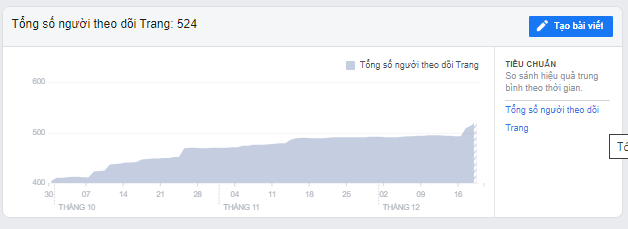 Tổng số người theo dõi Trang: 524
Tạo bài viết
Tổng số người theo dõi Trang
TIÊU CHUẨN
So sánh hiệu quả trung
bình theo thời gian.
Tổng số người theo dõi
Trang
600
500
400
30 07 14 21 28 04 11 18 25 02 09 16
THÁNG 10 THÁNG 11 THÁNG 12